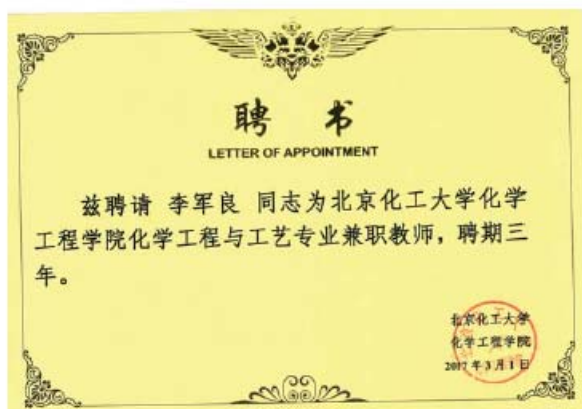 聘 书
LETTER OF APPOINTMENT
兹聘请 李军良 同志为北京化工大学化学
工程学院化学工程与工艺专业兼职教师，聘期三
年。
北京化工大学
化学工程学院
2017年3月1日